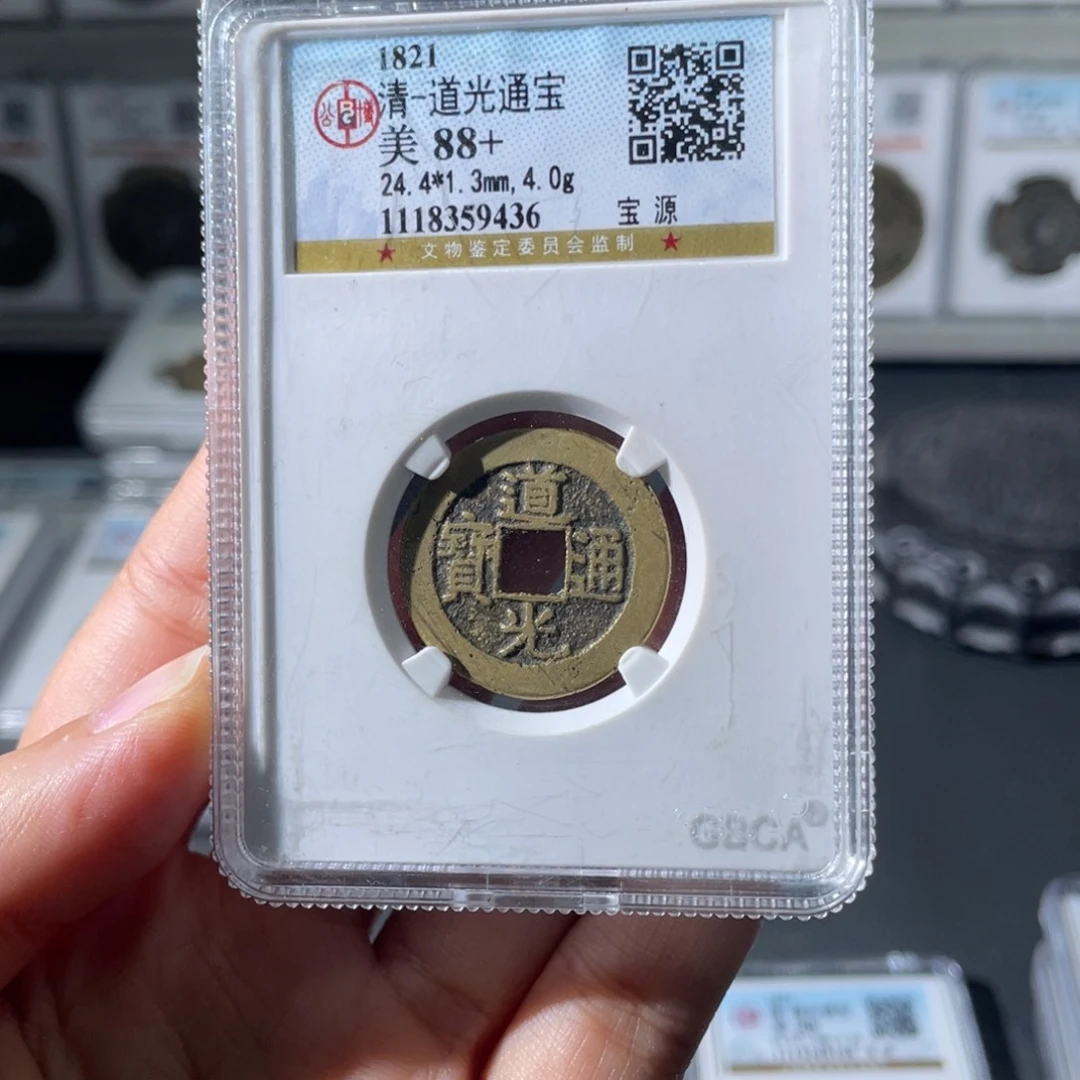 1821
清-道光通宝
美 88+
24.4*1.3mm,4.0g
1118359436 宝源
★ 文物鉴定委员会监制 ★
道
寶 通
光
GBCA®